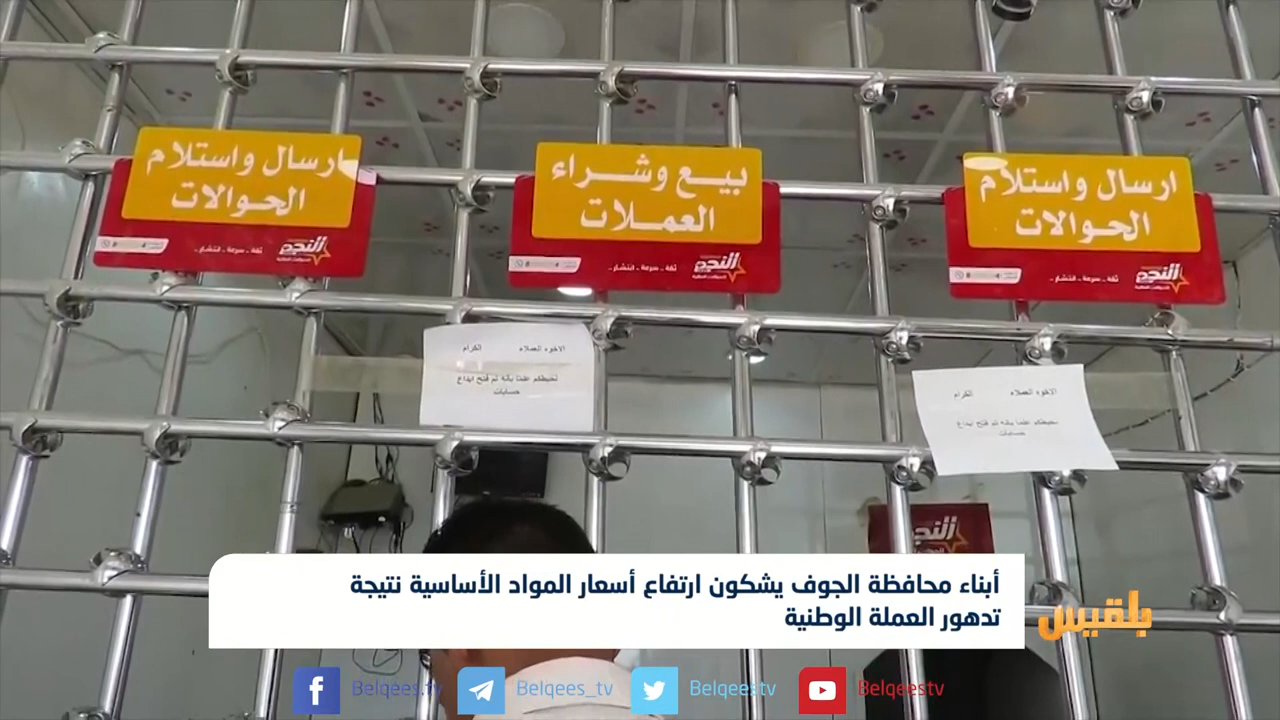 ارسال واستلام
الحوالات
النجم
ثقة - سرعة - انتشار ..
بيع وشراء
العملات
النجم
ثقة - سرعة - انتشار ..
ارسال واستلام
الحوالات
النجم
ثقة - سرعة - انتشار ..
الاخوه العملاء الكرام
نحيطكم علما بأنه تم فتح ايداع
حسابات
الاخوه العملاء الكرام
نحيطكم علما بأنه تم فتح ايداع
حسابات
النجم
أبناء محافظة الجوف يشكون ارتفاع أسعار المواد الأساسية نتيجة
تدهور العملة الوطنية
بلقيس
Belqees.tv
Belqees_tv
Belqeestv
Belqeestv